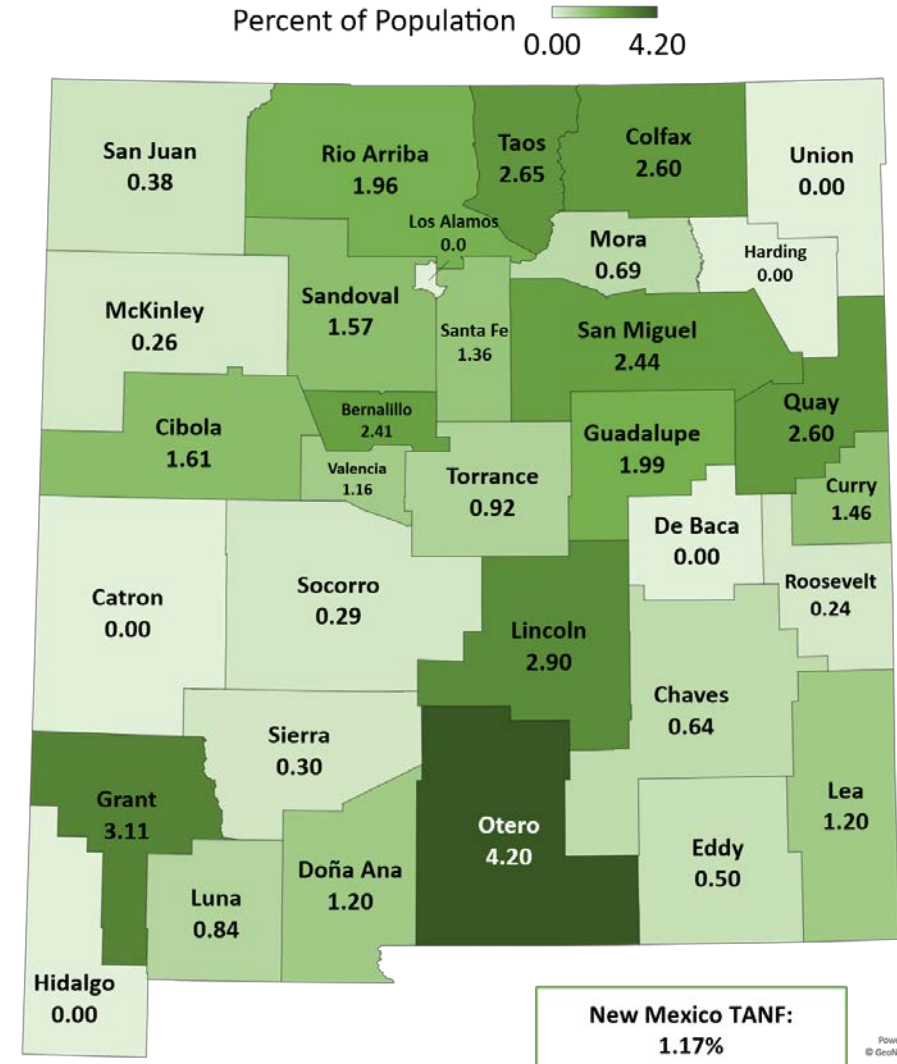 Percent of Population
0.00 4.20
San Juan
0.38
Rio Arriba
1.96
Taos
2.65
Colfax
2.60
Union
0.00
Los Alamos
0.0
Mora
0.69
Harding
0.00
McKinley
0.26
Sandoval
1.57
Santa Fe
1.36
San Miguel
2.44
Quay
2.60
Cibola
1.61
Bernalillo
2.41
Valencia
1.16
Torrance
0.92
Guadalupe
1.99
Curry
1.46
De Baca
0.00
Roosevelt
0.24
Catron
0.00
Socorro
0.29
Lincoln
2.90
Chaves
0.64
Sierra
0.30
Grant
3.11
Otero
4.20
Lea
1.20
Eddy
0.50
Doña Ana
1.20
Luna
0.84
Hidalgo
0.00
New Mexico TANF:
1.17%
Powe
© GeoN